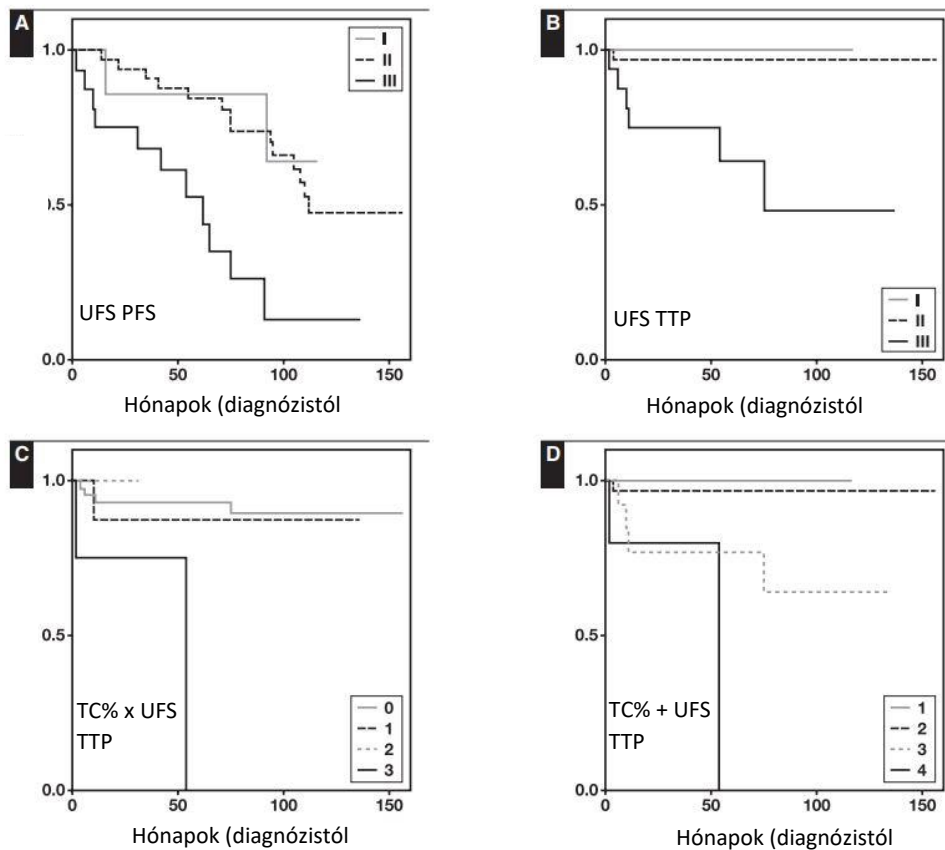 A
1.0
.5
0.0
0 50 100 150
I
II
III
UFS PFS
Hónapok (diagnózistól
B
1.0
0.5
0.0
0 50 100 150
I
II
III
UFS TTP
Hónapok (diagnózistól
C
1.0
0.5
0.0
0 50 100 150
0
1
2
3
TC% x UFS
TTP
Hónapok (diagnózistól
D
1.0
0.5
0.0
0 50 100 150
1
2
3
4
TC% + UFS
TTP
Hónapok (diagnózistól